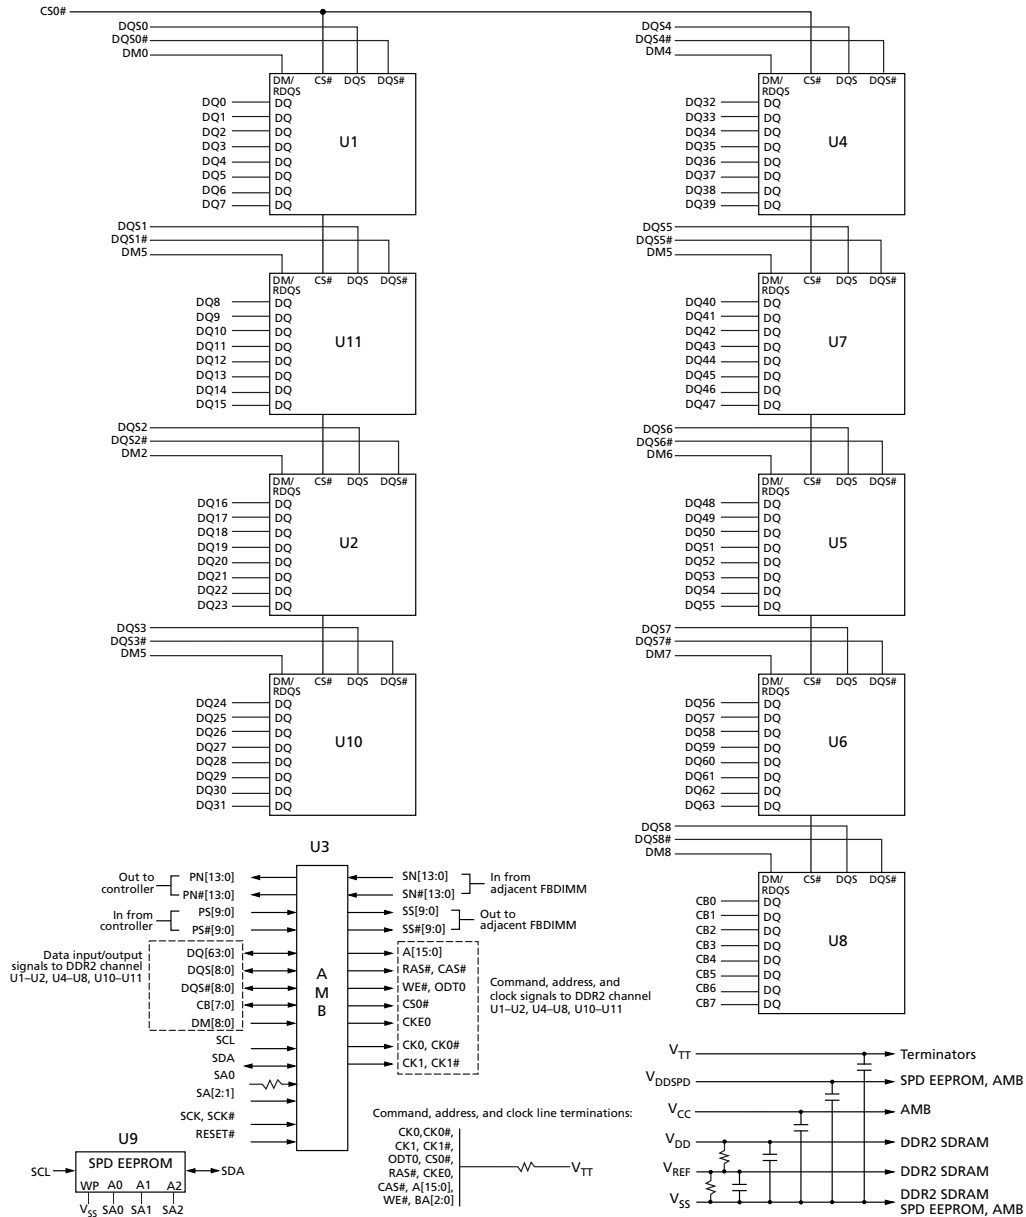 CS0#
DQS0
DQS0#
DM0
DM/
RDQS
CS# DQS DQS#
DQ0 DQ
DQ1 DQ
DQ2 DQ
DQ3 DQ
DQ4 DQ
DQ5 DQ
DQ6 DQ
DQ7 DQ
U1
DQS1
DQS1#
DM5
DM/
RDQS
CS# DQS DQS#
DQ8 DQ
DQ9 DQ
DQ10 DQ
DQ11 DQ
DQ12 DQ
DQ13 DQ
DQ14 DQ
DQ15 DQ
U11
DQS2
DQS2#
DM2
DM/
RDQS
CS# DQS DQS#
DQ16 DQ
DQ17 DQ
DQ18 DQ
DQ19 DQ
DQ20 DQ
DQ21 DQ
DQ22 DQ
DQ23 DQ
U2
DQS3
DQS3#
DM5
DM/
RDQS
CS# DQS DQS#
DQ24 DQ
DQ25 DQ
DQ26 DQ
DQ27 DQ
DQ28 DQ
DQ29 DQ
DQ30 DQ
DQ31 DQ
U10
DQS4
DQS4#
DM4
DM/
RDQS
CS# DQS DQS#
DQ32 DQ
DQ33 DQ
DQ34 DQ
DQ35 DQ
DQ36 DQ
DQ37 DQ
DQ38 DQ
DQ39 DQ
U4
DQS5
DQS5#
DM5
DM/
RDQS
CS# DQS DQS#
DQ40 DQ
DQ41 DQ
DQ42 DQ
DQ43 DQ
DQ44 DQ
DQ45 DQ
DQ46 DQ
DQ47 DQ
U7
DQS6
DQS6#
DM6
DM/
RDQS
CS# DQS DQS#
DQ48 DQ
DQ49 DQ
DQ50 DQ
DQ51 DQ
DQ52 DQ
DQ53 DQ
DQ54 DQ
DQ55 DQ
U5
DQS7
DQS7#
DM7
DM/
RDQS
CS# DQS DQS#
DQ56 DQ
DQ57 DQ
DQ58 DQ
DQ59 DQ
DQ60 DQ
DQ61 DQ
DQ62 DQ
DQ63 DQ
U6
DQS8
DQS8#
DM8
DM/
RDQS
CS# DQS DQS#
CB0 DQ
CB1 DQ
CB2 DQ
CB3 DQ
CB4 DQ
CB5 DQ
CB6 DQ
CB7 DQ
U8
U3
AMB
Out to
controller
PN[13:0]
PN#[13:0]
In from
controller
PS[9:0]
PS#[9:0]
Data input/output
signals to DDR2 channel
U1–U2, U4–U8, U10–U11
DQ[63:0]
DQS[8:0]
DQS#[8:0]
CB[7:0]
DM[8:0]
SCL
SDA
SA0
SA[2:1]
SCK, SCK#
RESET#
SN[13:0]
SN#[13:0]
In from
adjacent FBDIMM
SS[9:0]
SS#[9:0]
Out to
adjacent FBDIMM
A[15:0]
RAS#, CAS#
WE#, ODT0
CS0#
CKE0
CK0, CK0#
CK1, CK1#
Command, address, and
clock signals to DDR2 channel
U1–U2, U4–U8, U10–U11
U9
SPD EEPROM
SCL
SDA
WP A0 A1 A2
VSS SA0 SA1 SA2
Command, address, and clock line terminations:
CK0,CK0#,
CK1, CK1#,
ODT0, CS0#,
RAS#, CKE0,
CAS#, A[15:0],
WE#, BA[2:0]
VTT
VTT Terminators
VDDSPD SPD EEPROM, AMB
VCC AMB
VDD DDR2 SDRAM
VREF DDR2 SDRAM
VSS DDR2 SDRAM
SPD EEPROM, AMB